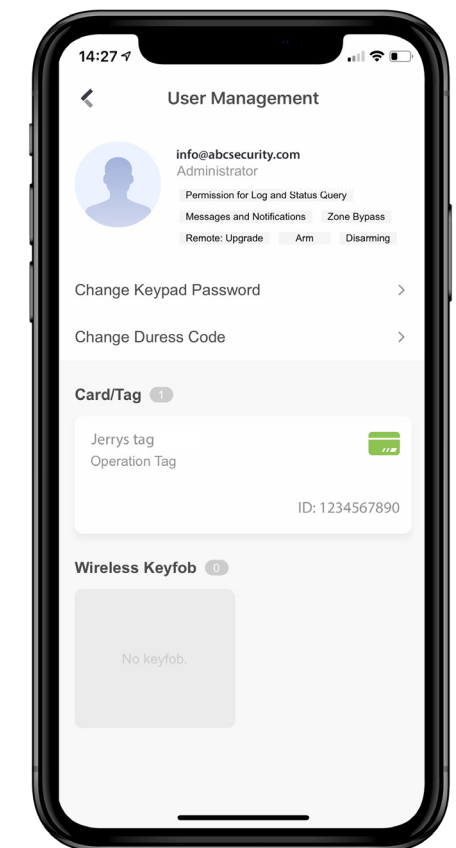 14:27
User Management
info@abcsecurity.com
Administrator
Permission for Log and Status Query
Messages and Notifications Zone Bypass
Remote: Upgrade Arm Disarming
Change Keypad Password
Change Duress Code
Card/Tag 1
Jerrys tag
Operation Tag
ID: 1234567890
Wireless Keyfob 0
No keyfob.